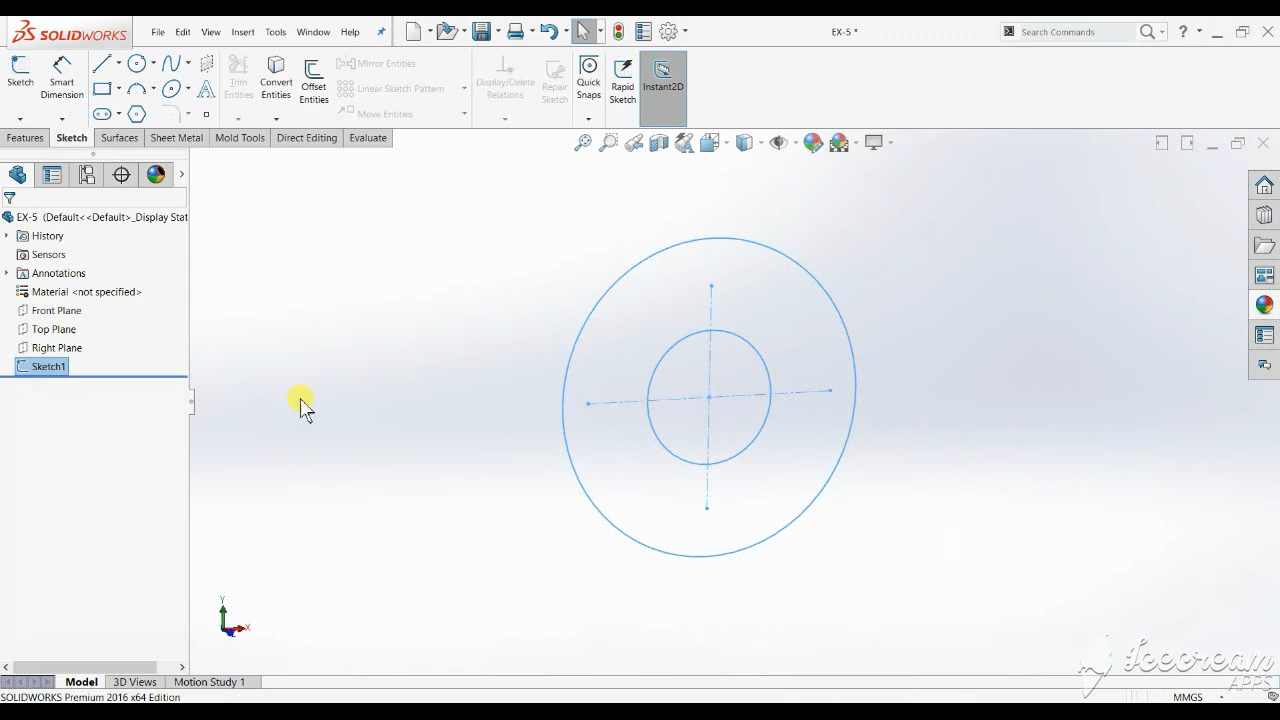 SOLIDWORKS File Edit View Insert Tools Window Help EX-5 * Search Commands ?
Sketch Smart Dimension Trim Entities Convert Entities Offset Entities Mirror Entities Linear Sketch Pattern Move Entities Display/Delete Relations Repair Sketch Quick Snaps Rapid Sketch Instant2D
Features Sketch Surfaces Sheet Metal Mold Tools Direct Editing Evaluate
EX-5 (Default<<Default>_Display Stat
History
Sensors
Annotations
Material <not specified>
Front Plane
Top Plane
Right Plane
Sketch1
Y
X
Icecream
APPS
Model 3D Views Motion Study 1
SOLIDWORKS Premium 2016 x64 Edition MMGS